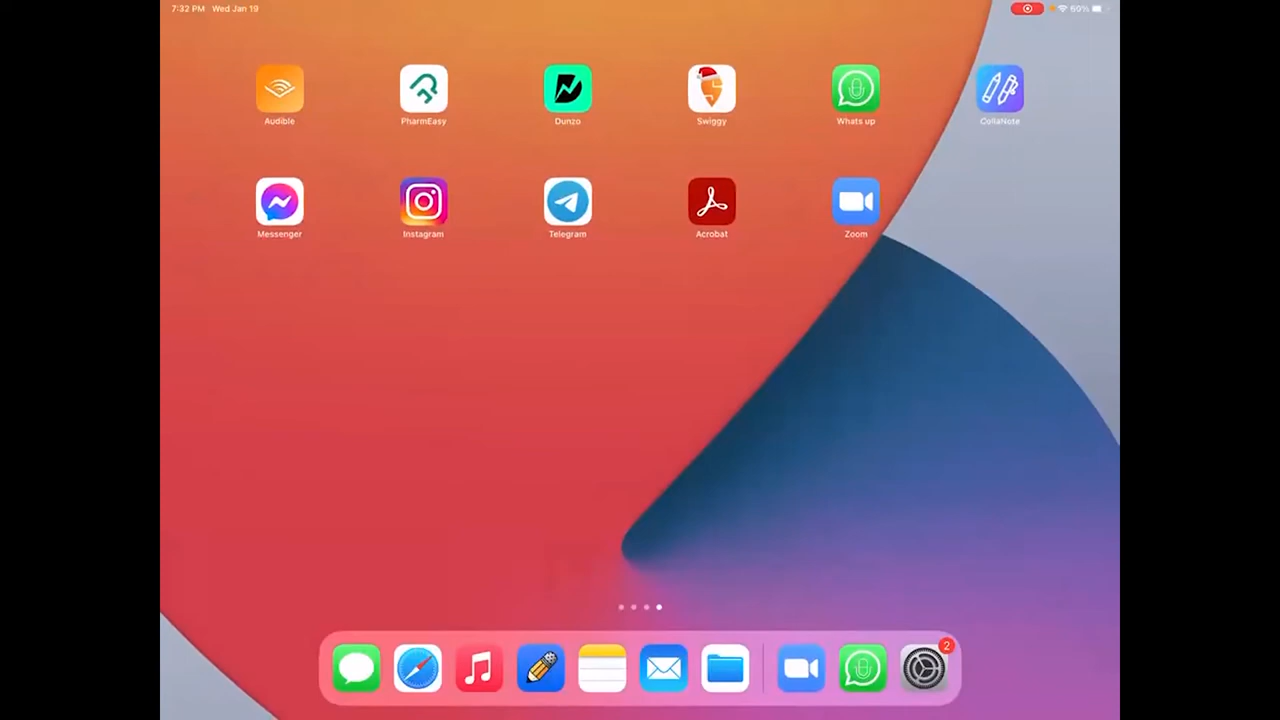 7:32 PM Wed Jan 19
60%
Audible PharmEasy Dunzo Swiggy Whats up CollaNote
Messenger Instagram Telegram Acrobat Zoom
2